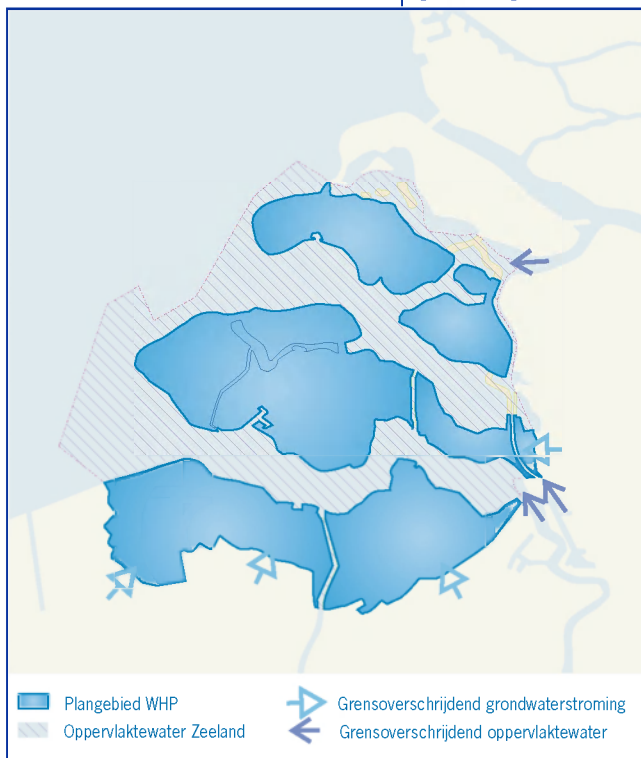 Plangebied WHP
Grensoverschrijdend grondwaterstroming
Oppervlaktewater Zeeland
Grensoverschrijdend oppervlaktewater